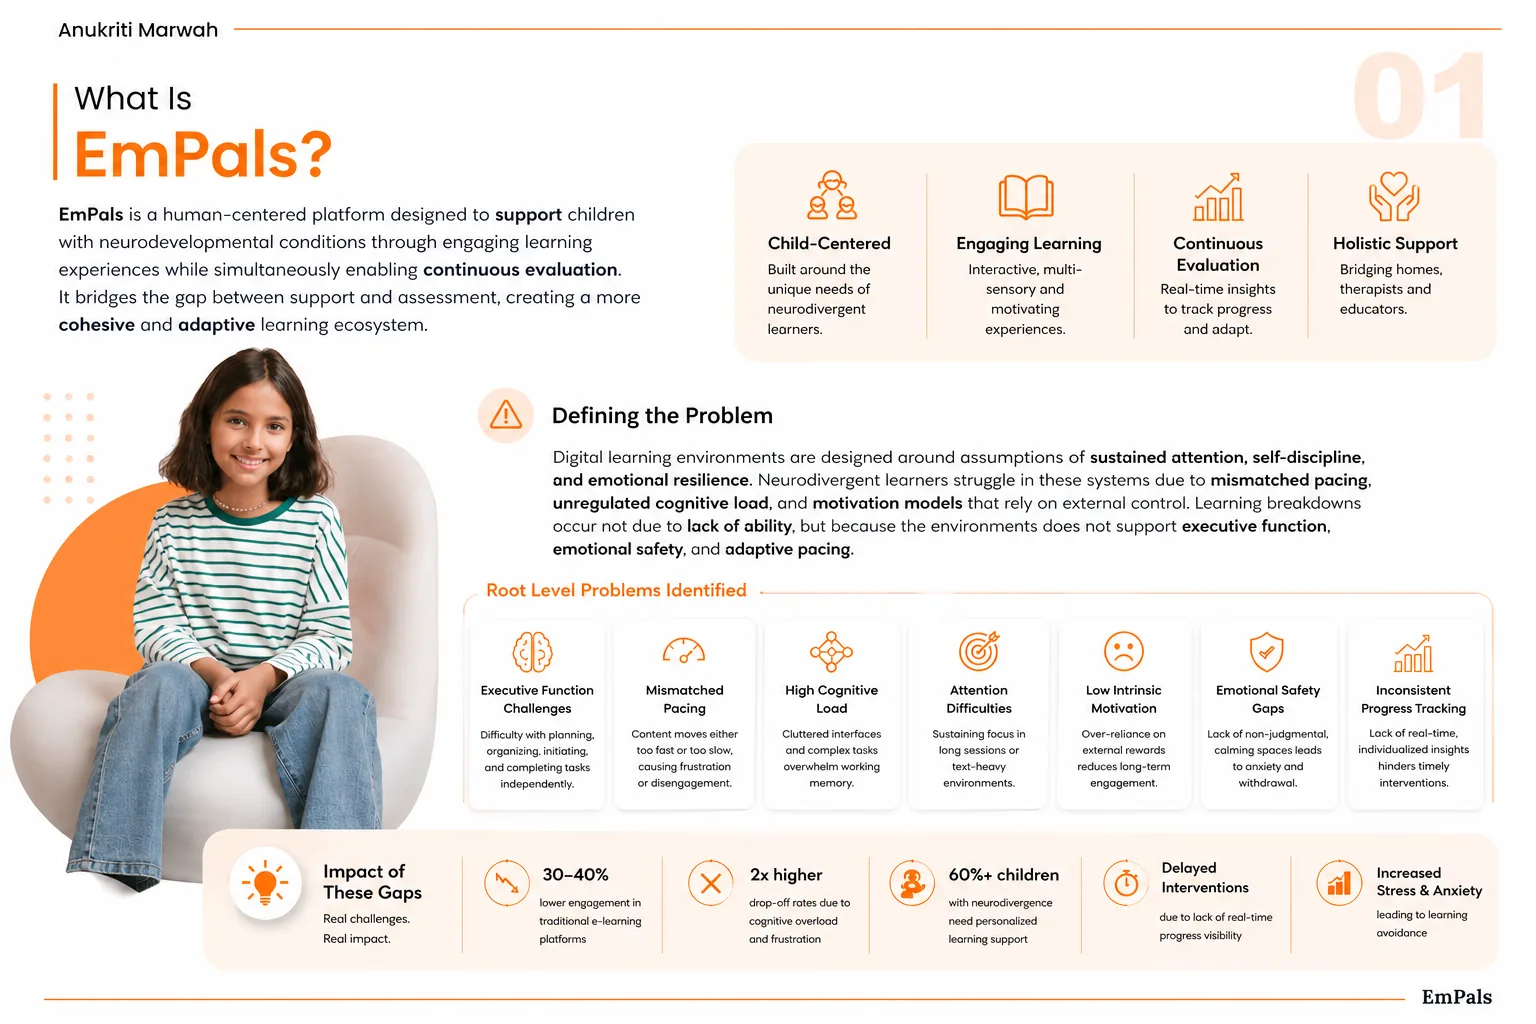 Anukriti Marwah
01
What Is
EmPals?
EmPals is a human-centered platform designed to support children
with neurodevelopmental conditions through engaging learning
experiences while simultaneously enabling continuous evaluation.
It bridges the gap between support and assessment, creating a more
cohesive and adaptive learning ecosystem.
Child-Centered
Built around the
unique needs of
neurodivergent
learners.
Engaging Learning
Interactive, multi-
sensory and
motivating
experiences.
Continuous
Evaluation
Real-time insights
to track progress
and adapt.
Holistic Support
Bridging homes,
therapists and
educators.
Defining the Problem
Digital learning environments are designed around assumptions of sustained attention, self-discipline,
and emotional resilience. Neurodivergent learners struggle in these systems due to mismatched pacing,
unregulated cognitive load, and motivation models that rely on external control. Learning breakdowns
occur not due to lack of ability, but because the environments does not support executive function,
emotional safety, and adaptive pacing.
Root Level Problems Identified
Executive Function
Challenges
Difficulty with planning,
organizing, initiating,
and completing tasks
independently.
Mismatched
Pacing
Content moves either
too fast or too slow,
causing frustration
or disengagement.
High Cognitive
Load
Cluttered interfaces
and complex tasks
overwhelm working
memory.
Attention
Difficulties
Sustaining focus in
long sessions or
text-heavy
environments.
Low Intrinsic
Motivation
Over-reliance on
external rewards
reduces long-term
engagement.
Emotional Safety
Gaps
Lack of non-judgmental,
calming spaces leads
to anxiety and
withdrawal.
Inconsistent
Progress Tracking
Lack of real-time,
individualized insights
hinders timely
interventions.
Impact of
These Gaps
Real challenges.
Real impact.
30–40%
lower engagement in
traditional e-learning
platforms
2x higher
drop-off rates due to
cognitive overload
and frustration
60%+ children
with neurodivergence
need personalized
learning support
Delayed
Interventions
due to lack of real-time
progress visibility
Increased
Stress & Anxiety
leading to learning
avoidance
EmPals